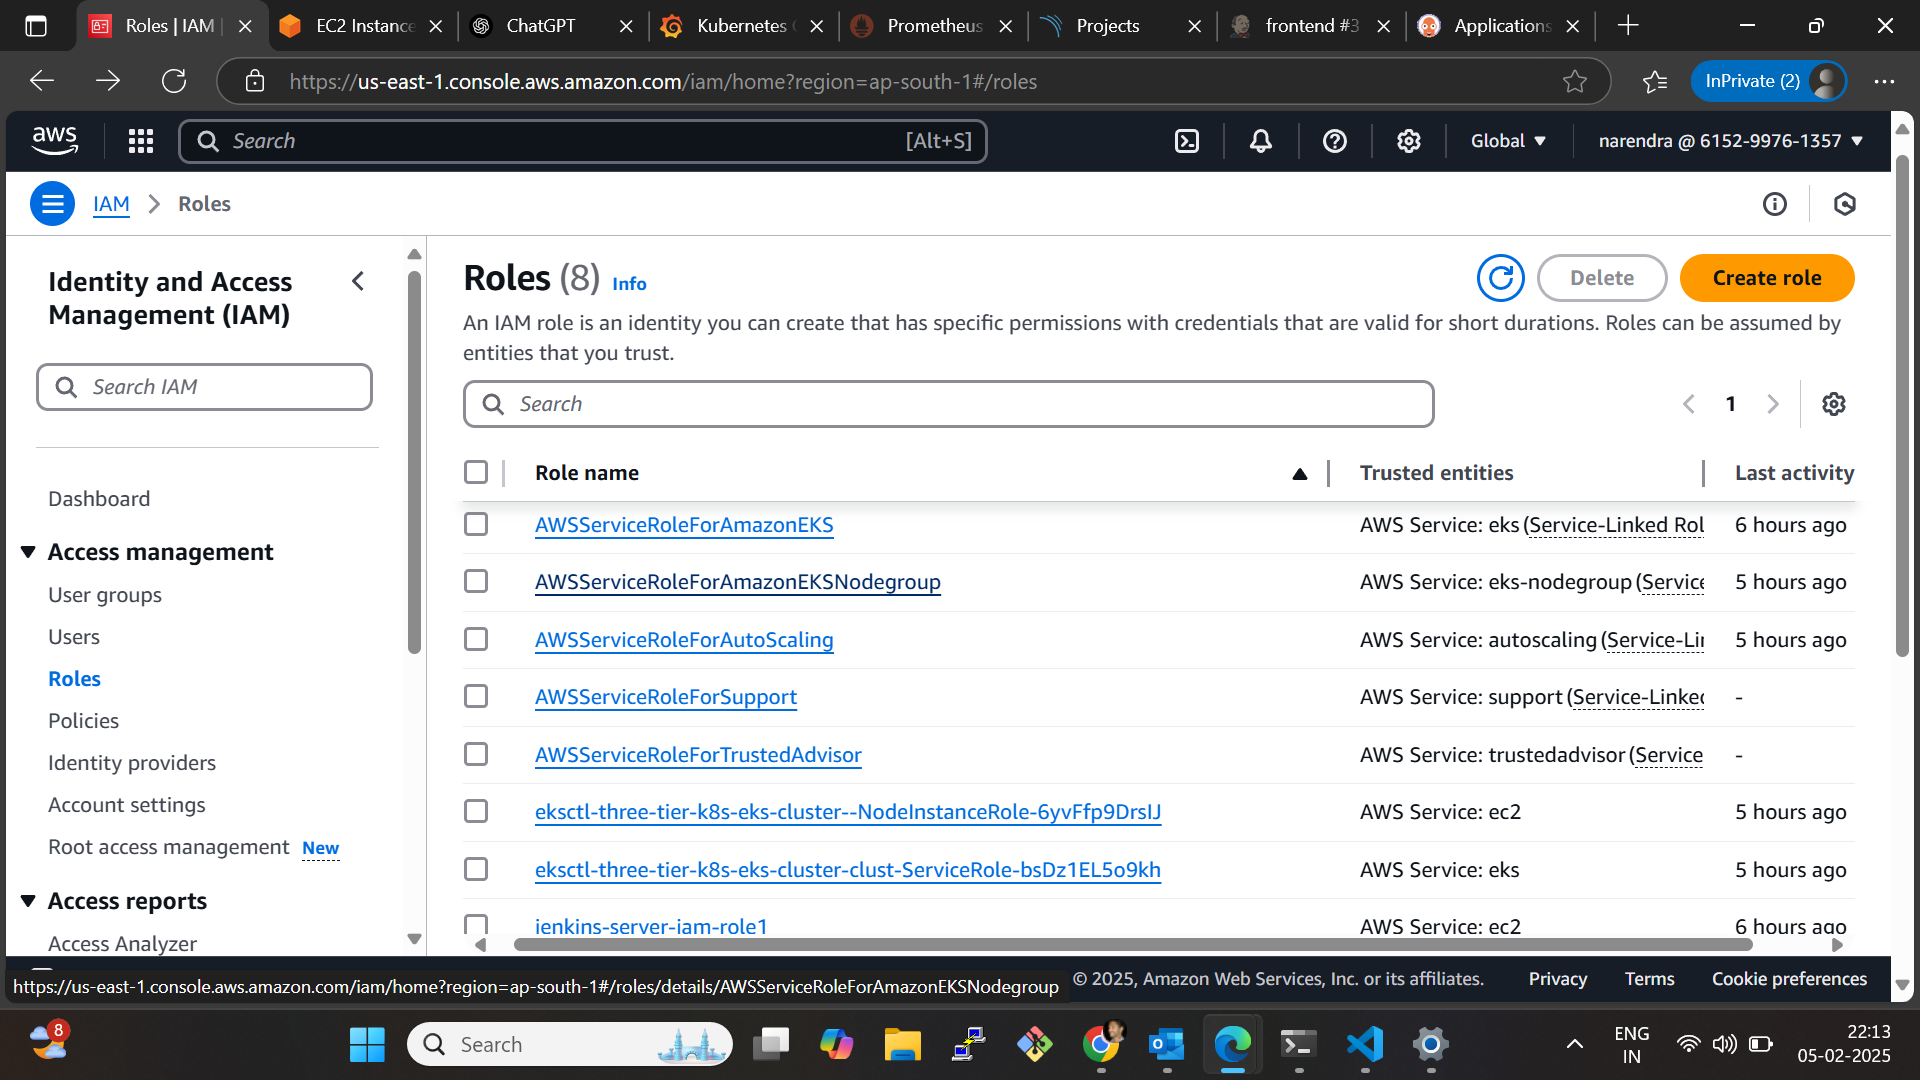 Roles | IAM
EC2 Instance
ChatGPT
Kubernetes
Prometheus
Projects
frontend #3
Applications
https://us-east-1.console.aws.amazon.com/iam/home?region=ap-south-1#/roles
InPrivate (2)
aws
Search
[Alt+S]
Global
narendra @ 6152-9976-1357
IAM
Roles
Identity and Access
Management (IAM)
Search IAM
Dashboard
Access management
User groups
Users
Roles
Policies
Identity providers
Account settings
Root access management New
Access reports
Access Analyzer
Roles (8) Info
Delete
Create role
An IAM role is an identity you can create that has specific permissions with credentials that are valid for short durations. Roles can be assumed by
entities that you trust.
Search
1
Role name
Trusted entities
Last activity
AWSServiceRoleForAmazonEKS
AWS Service: eks (Service-Linked Rol
6 hours ago
AWSServiceRoleForAmazonEKSNodegroup
AWS Service: eks-nodegroup (Service
5 hours ago
AWSServiceRoleForAutoScaling
AWS Service: autoscaling (Service-Lin
5 hours ago
AWSServiceRoleForSupport
AWS Service: support (Service-Linked
-
AWSServiceRoleForTrustedAdvisor
AWS Service: trustedadvisor (Service
-
eksctl-three-tier-k8s-eks-cluster--NodeInstanceRole-6yvFfp9DrsIJ
AWS Service: ec2
5 hours ago
eksctl-three-tier-k8s-eks-cluster-clust-ServiceRole-bsDz1EL5o9kh
AWS Service: eks
5 hours ago
jenkins-server-iam-role1
AWS Service: ec2
6 hours ago
https://us-east-1.console.aws.amazon.com/iam/home?region=ap-south-1#/roles/details/AWSServiceRoleForAmazonEKSNodegroup
© 2025, Amazon Web Services, Inc. or its affiliates.
Privacy
Terms
Cookie preferences
8
Search
ENG
IN
22:13
05-02-2025